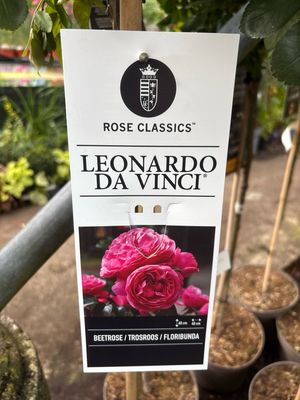 ROSE CLASSICS™
LEONARDO
DA VINCI®
BEETROSE / TROSROOS / FLORIBUNDA